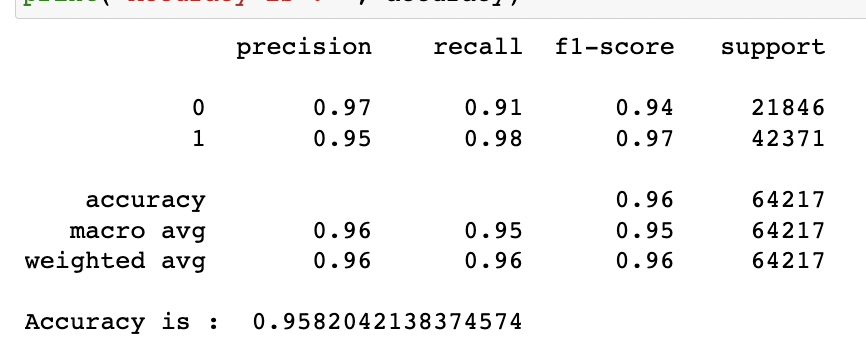 precision recall f1-score support
0 0.97 0.91 0.94 21846
1 0.95 0.98 0.97 42371
accuracy 0.96 64217
macro avg 0.96 0.95 0.95 64217
weighted avg 0.96 0.96 0.96 64217
Accuracy is : 0.9582042138374574